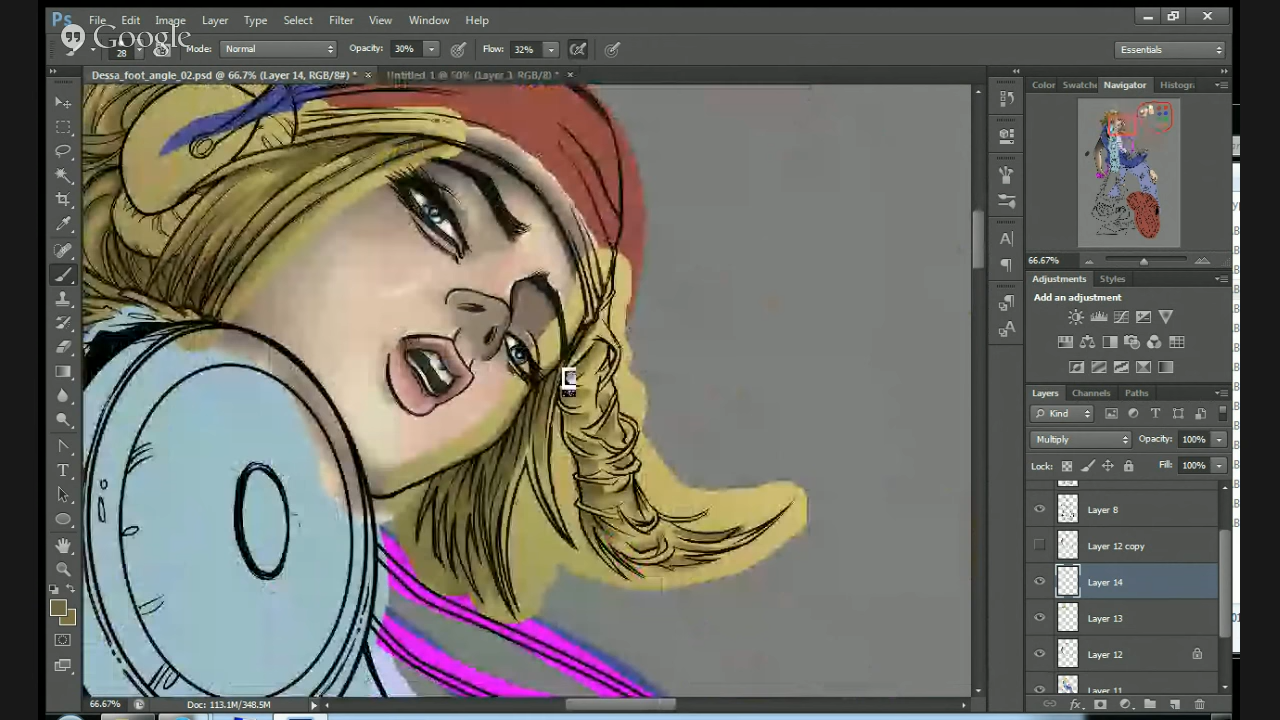 Ps File Edit Image Layer Type Select Filter View Window Help
Google
28 Mode: Normal Opacity: 30% Flow: 32% Essentials
Dessa_foot_angle_02.psd @ 66.7% (Layer 14, RGB/8#) * × Untitled-1 @ 50% (Layer 3, RGB/8) * ×
Color Swatche Navigator Histogr
66.67%
Adjustments Styles
Add an adjustment
Layers Channels Paths
Kind
Multiply Opacity: 100%
Lock: Fill: 100%
Layer 8
Layer 12 copy
Layer 14
Layer 13
Layer 12
Layer 11
66.67% Doc: 113.1M/348.5M